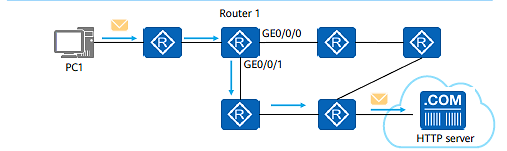 Router 1
GE0/0/0
PC1
GE0/0/1
.COM
HTTP server
R
R
R
R
R
R